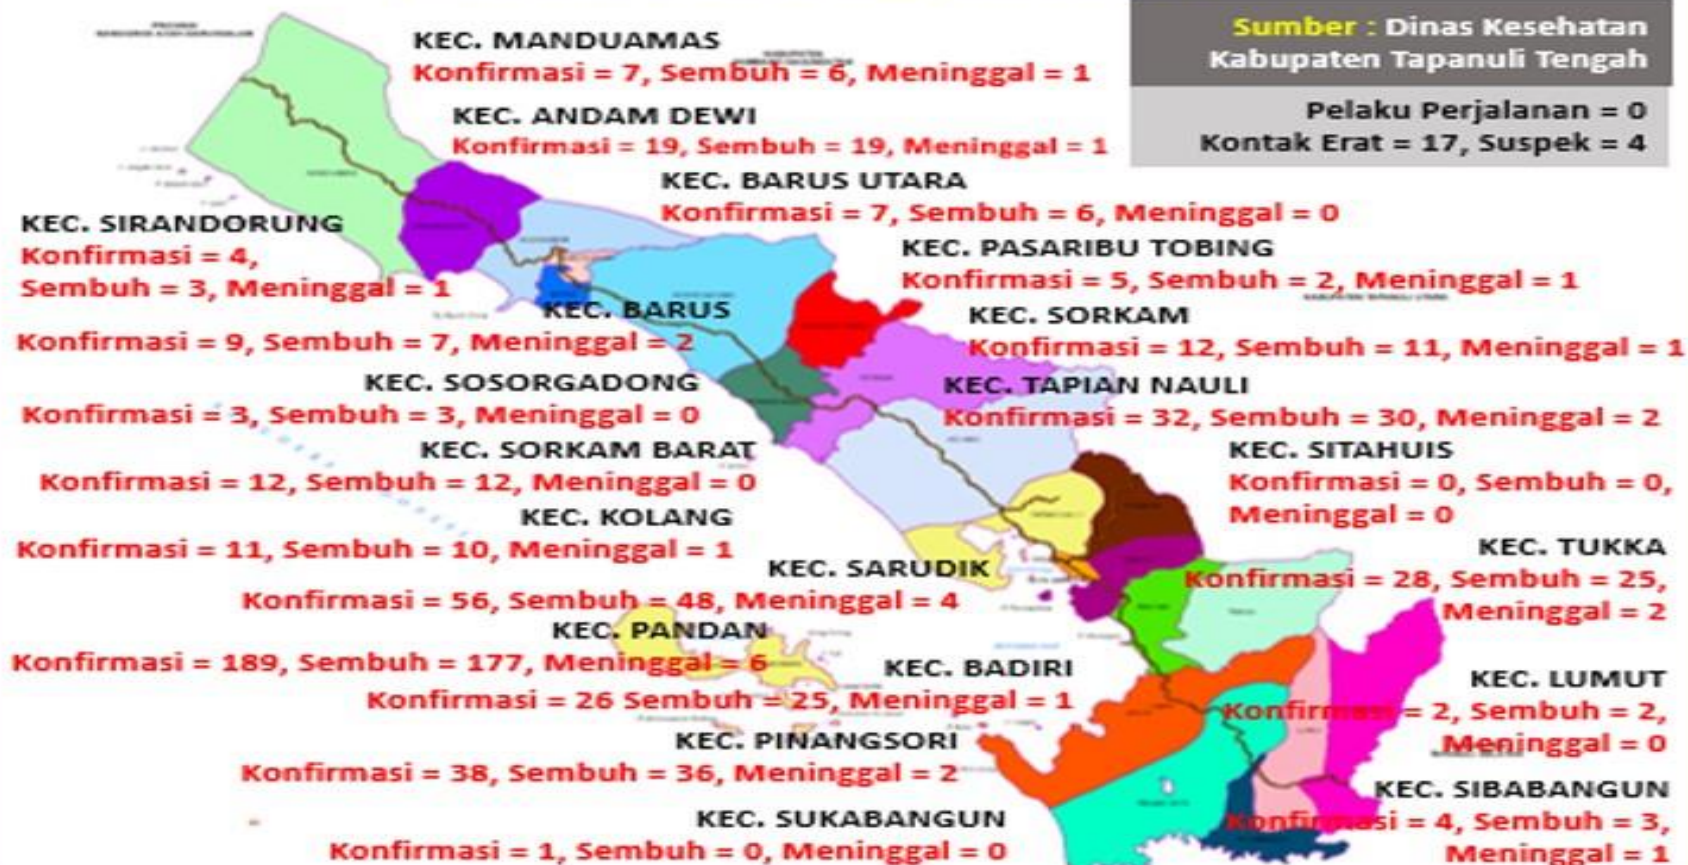 Sumber : Dinas Kesehatan
Kabupaten Tapanuli Tengah
Pelaku Perjalanan = 0
Kontak Erat = 17, Suspek = 4
KEC. MANDUAMAS
Konfirmasi = 7, Sembuh = 6, Meninggal = 1
KEC. ANDAM DEWI
Konfirmasi = 19, Sembuh = 19, Meninggal = 1
KEC. BARUS UTARA
Konfirmasi = 7, Sembuh = 6, Meninggal = 0
KEC. SIRANDORUNG
Konfirmasi = 4,
Sembuh = 3, Meninggal = 1
KEC. PASARIBU TOBING
Konfirmasi = 5, Sembuh = 2, Meninggal = 1
KEC. BARUS
Konfirmasi = 9, Sembuh = 7, Meninggal = 2
KEC. SORKAM
Konfirmasi = 12, Sembuh = 11, Meninggal = 1
KEC. SOSORGADONG
Konfirmasi = 3, Sembuh = 3, Meninggal = 0
KEC. TAPIAN NAULI
Konfirmasi = 32, Sembuh = 30, Meninggal = 2
KEC. SORKAM BARAT
Konfirmasi = 12, Sembuh = 12, Meninggal = 0
KEC. SITAHUIS
Konfirmasi = 0, Sembuh = 0,
Meninggal = 0
KEC. KOLANG
Konfirmasi = 11, Sembuh = 10, Meninggal = 1
KEC. TUKKA
Konfirmasi = 28, Sembuh = 25,
Meninggal = 2
KEC. SARUDIK
Konfirmasi = 56, Sembuh = 48, Meninggal = 4
KEC. PANDAN
Konfirmasi = 189, Sembuh = 177, Meninggal = 6
KEC. BADIRI
Konfirmasi = 26 Sembuh = 25, Meninggal = 1
KEC. LUMUT
Konfirmasi = 2, Sembuh = 2,
Meninggal = 0
KEC. PINANGSORI
Konfirmasi = 38, Sembuh = 36, Meninggal = 2
KEC. SIBABANGUN
Konfirmasi = 4, Sembuh = 3,
Meninggal = 1
KEC. SUKABANGUN
Konfirmasi = 1, Sembuh = 0, Meninggal = 0